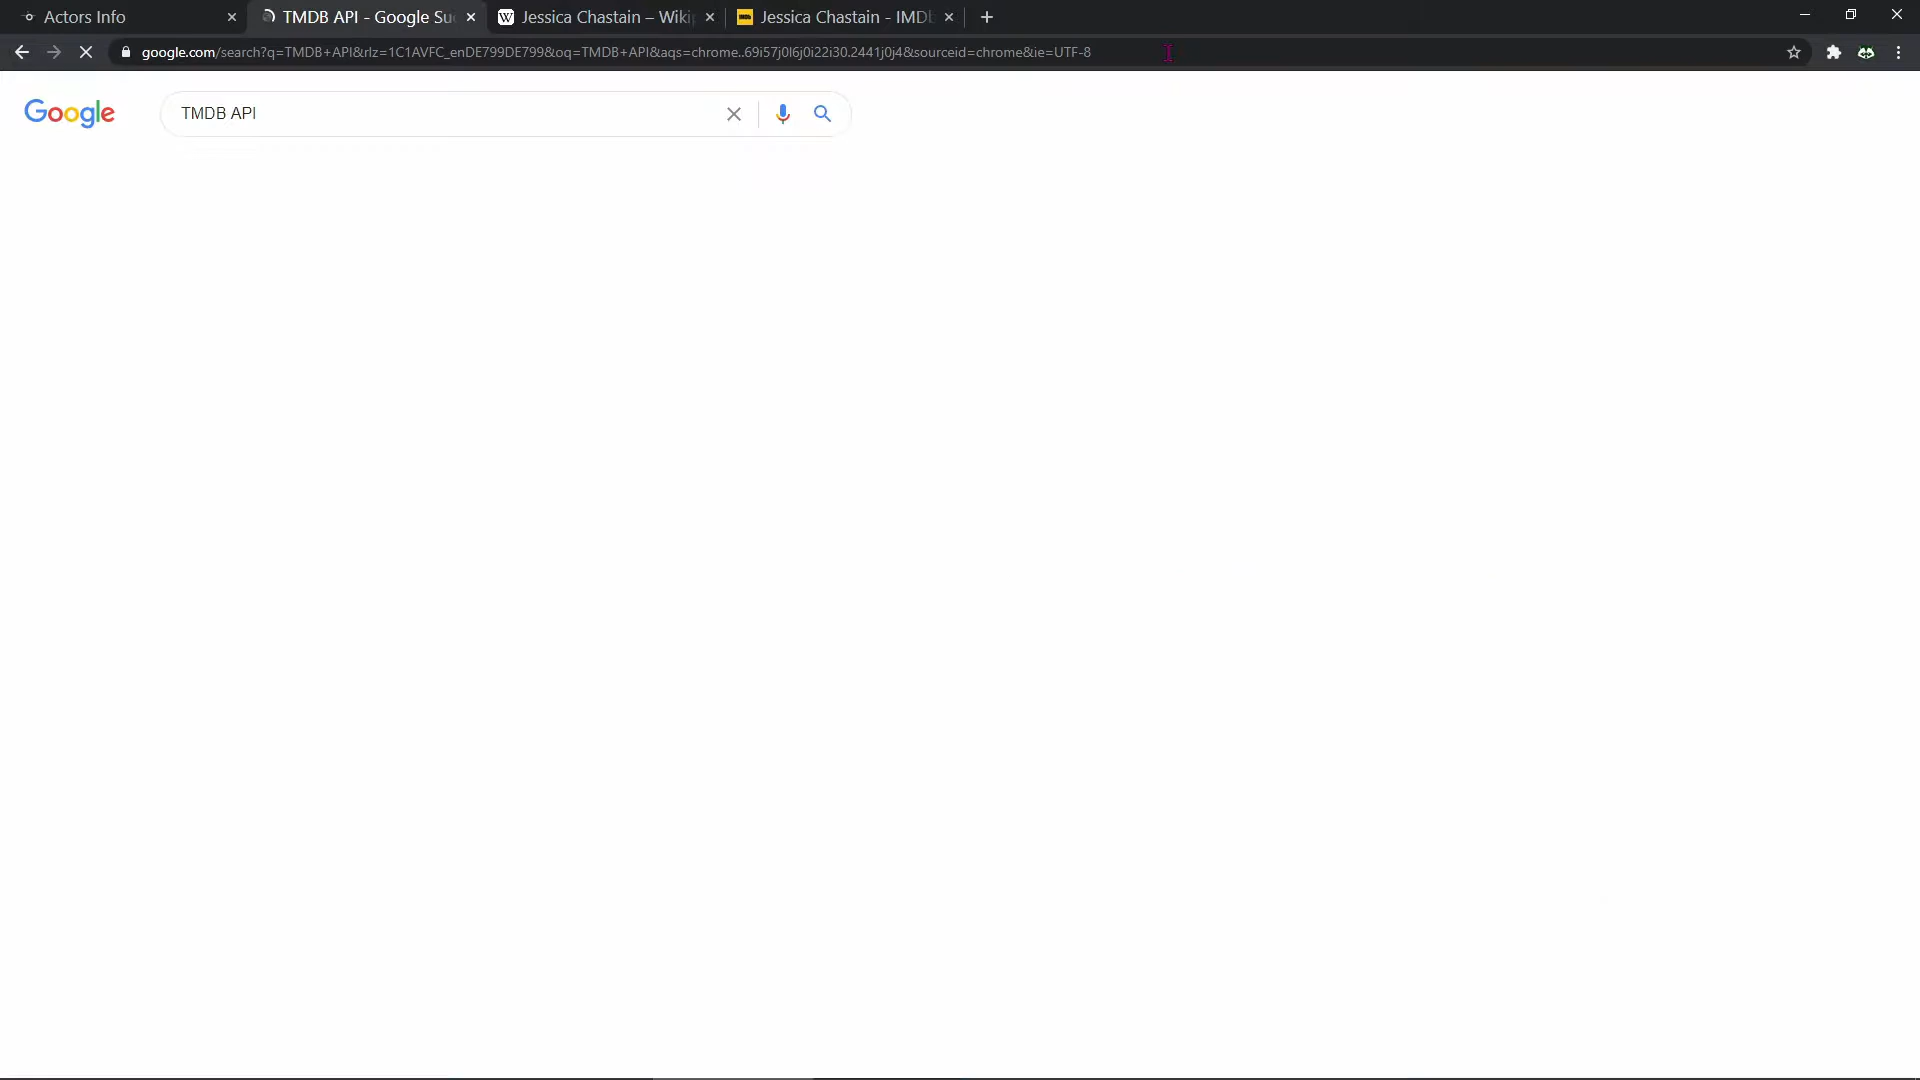 Actors Info
TMDB API - Google Su
Jessica Chastain – Wiki
Jessica Chastain - IMDb
google.com/search?q=TMDB+API&rlz=1C1AVFC_enDE799DE799&oq=TMDB+API&aqs=chrome..69i57j0l6j0i22i30.2441j0j4&sourceid=chrome&ie=UTF-8
Google
TMDB API